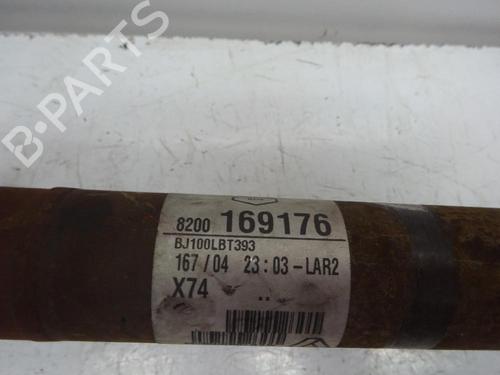 B-PARTS
8200 169176
BJ100LBT393
167/04 23:03-LAR2
X74